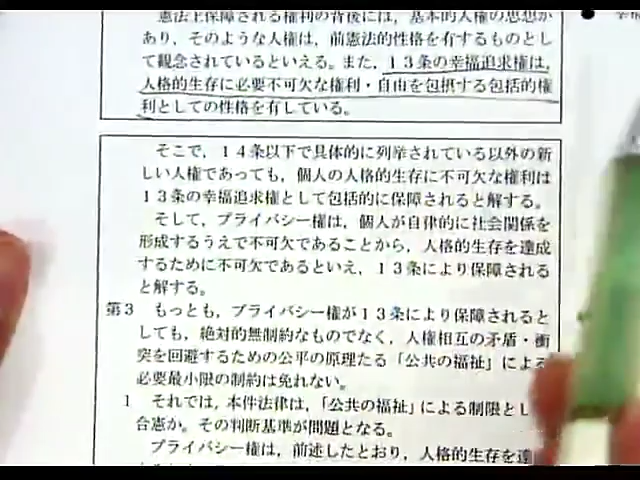 憲法上保障される権利の背後には、基本的人権の思想が
あり、そのような人権は、前憲法的性格を有するものとし
て観念されているといえる。また、13条の幸福追求権は、
人格的生存に必要不可欠な権利・自由を包摂する包括的権
利としての性格を有している。
そこで、14条以下で具体的に列挙されている以外の新
しい人権であっても、個人の人格的生存に不可欠な権利は
13条の幸福追求権として包括的に保障されると解する。
そして、プライバシー権は、個人が自律的に社会関係を
形成するうえで不可欠であることから、人格的生存を達成
するために不可欠であるといえ、13条により保障される
と解する。
第3 もっとも、プライバシー権が13条により保障されると
しても、絶対的無制約なものでなく、人権相互の矛盾・衝
突を回避するための公平の原理たる「公共の福祉」による
必要最小限の制約は免れない。
1 それでは、本件法律は、「公共の福祉」による制限とし
合憲か。その判断基準が問題となる。
プライバシー権は、前述したとおり、人格的生存を達